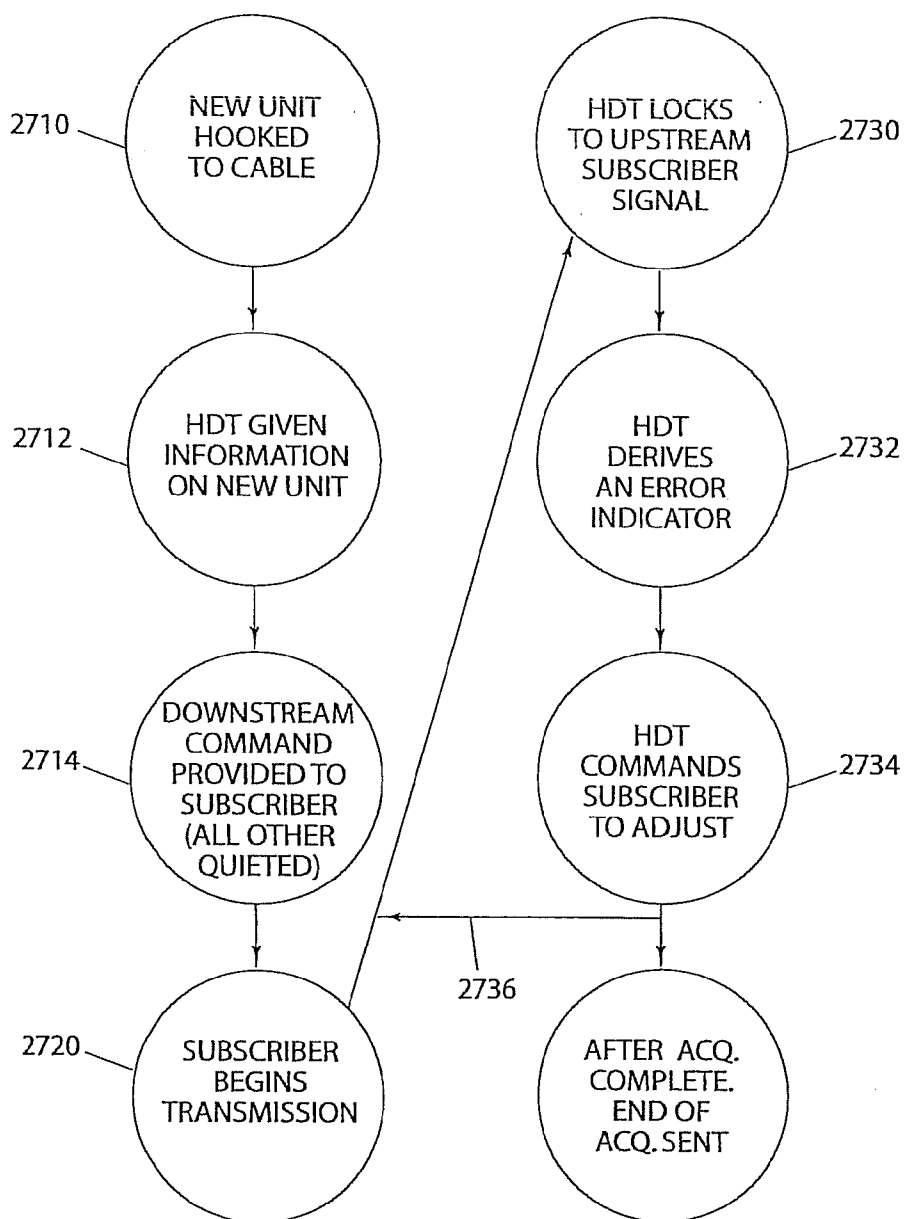 2710
NEW UNIT
HOOKED
TO CABLE
2712
HDT GIVEN
INFORMATION
ON NEW UNIT
2714
DOWNSTREAM
COMMAND
PROVIDED TO
SUBSCRIBER
(ALL OTHER
QUIETED)
2720
SUBSCRIBER
BEGINS
TRANSMISSION
HDT LOCKS
TO UPSTREAM
SUBSCRIBER
SIGNAL
2730
HDT
DERIVES
AN ERROR
INDICATOR
2732
HDT
COMMANDS
SUBSCRIBER
TO ADJUST
2734
2736
AFTER ACQ.
COMPLETE.
END OF
ACQ. SENT